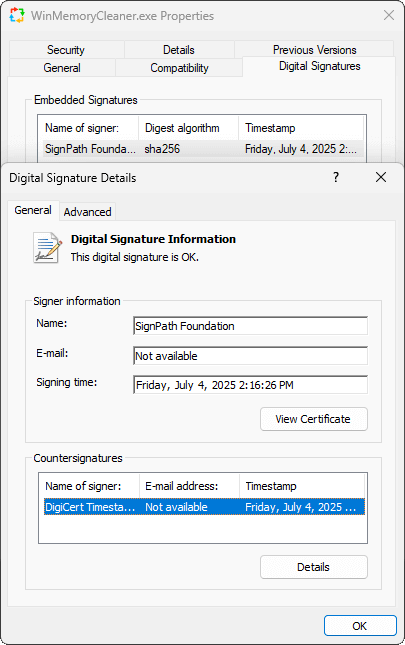 WinMemoryCleaner.exe Properties
Security Details Previous Versions
General Compatibility Digital Signatures
Embedded Signatures
Name of signer: Digest algorithm Timestamp
SignPath Founda... sha256 Friday, July 4, 2025 2:...
Digital Signature Details ?
General Advanced
Digital Signature Information
This digital signature is OK.
Signer information
Name: SignPath Foundation
E-mail: Not available
Signing time: Friday, July 4, 2025 2:16:26 PM
View Certificate
Countersignatures
Name of signer: E-mail address: Timestamp
DigiCert Timesta... Not available Friday, July 4, 2025 ...
Details
OK